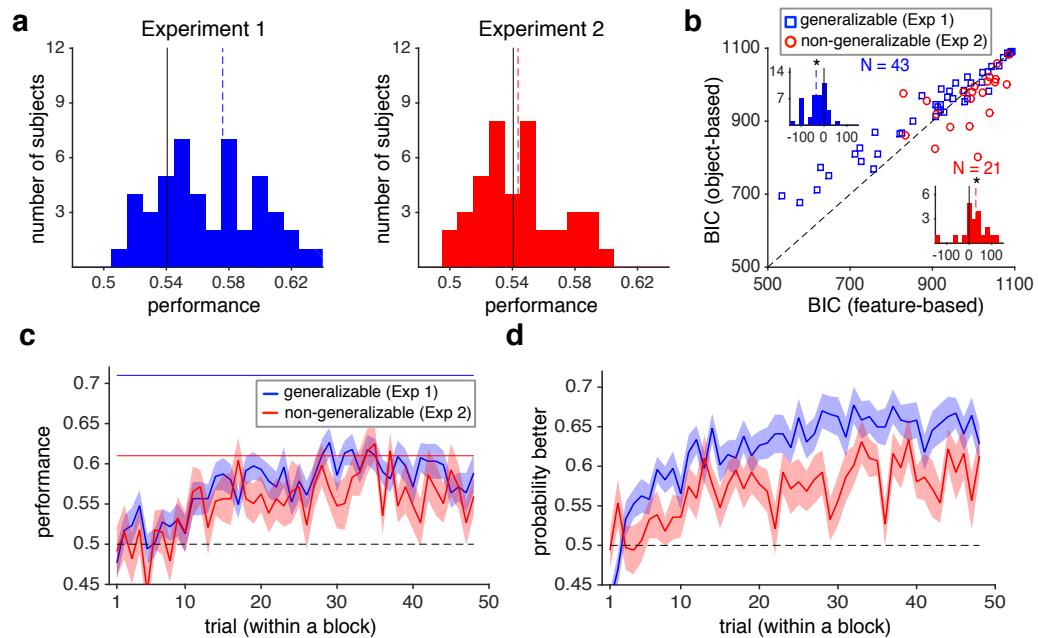 a
Experiment 1
number of subjects
12
9
6
3
0.5
0.54
0.58
0.62
performance
Experiment 2
number of subjects
12
9
6
3
0.5
0.54
0.58
0.62
performance
b
generalizable (Exp 1)
non-generalizable (Exp 2)
BIC (object-based)
1100
900
700
500
500
700
900
1100
BIC (feature-based)
N = 43
*
14
7
-100
0
100
N = 21
*
6
3
-100
0
100
c
generalizable (Exp 1)
non-generalizable (Exp 2)
performance
0.7
0.6
0.5
0.45
1
10
20
30
40
50
trial (within a block)
d
probability better
0.7
0.65
0.6
0.55
0.5
0.45
1
10
20
30
40
50
trial (within a block)